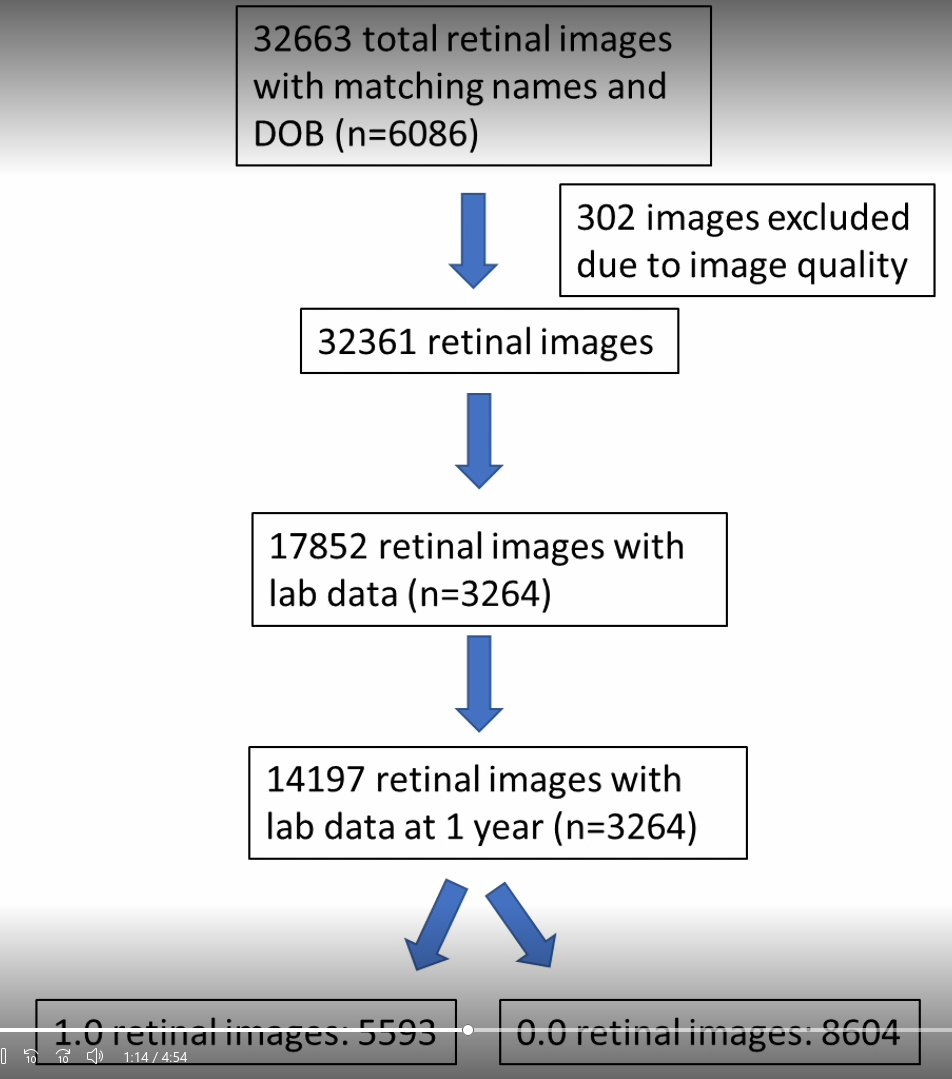 32663 total retinal images
with matching names and
DOB (n=6086)
302 images excluded
due to image quality
32361 retinal images
17852 retinal images with
lab data (n=3264)
14197 retinal images with
lab data at 1 year (n=3264)
1.0 retinal images: 5593
0.0 retinal images: 8604
10
10
1:14 / 4:54